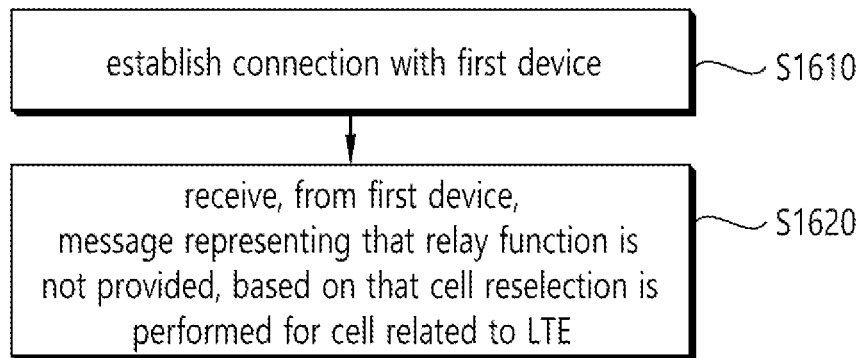 establish connection with first device
S1610
receive, from first device,
message representing that relay function is
not provided, based on that cell reselection is
performed for cell related to LTE
S1620